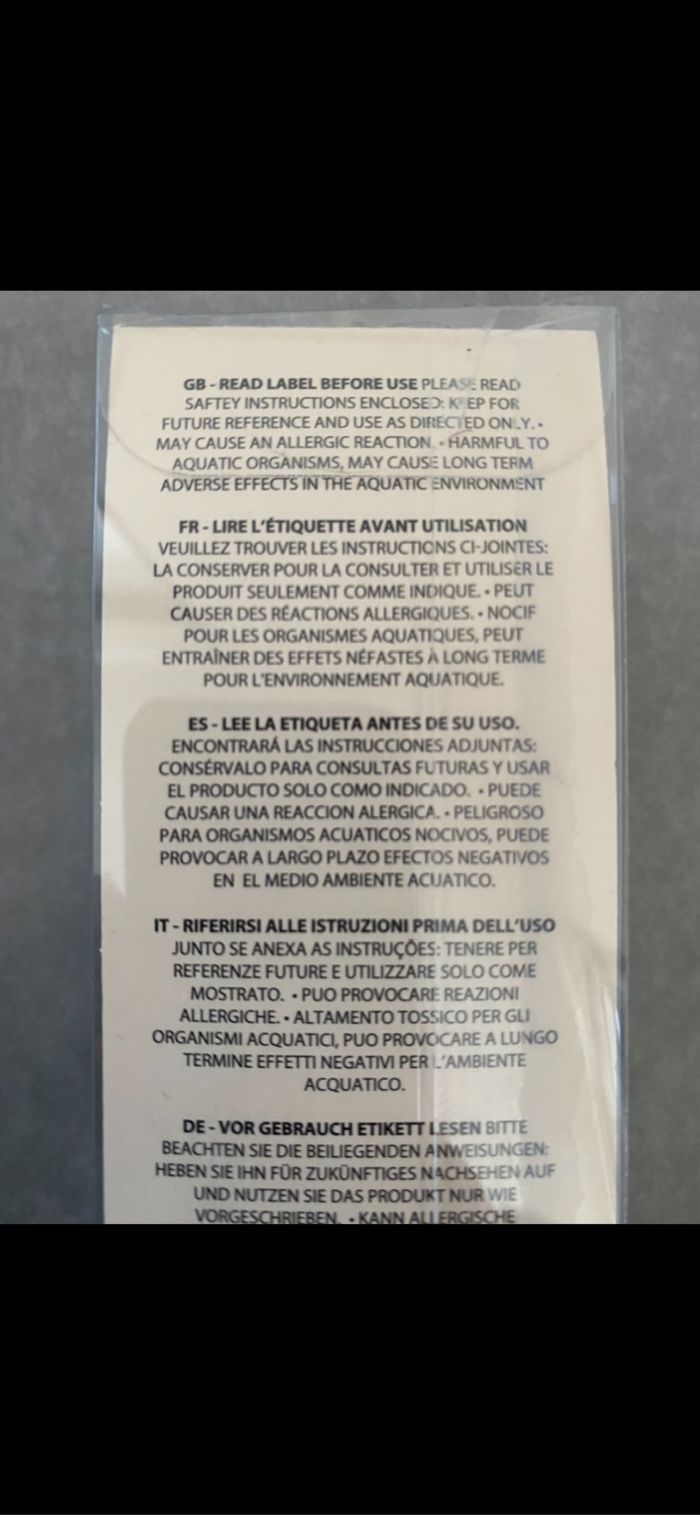 GB - READ LABEL BEFORE USE PLEASE READ
SAFTEY INSTRUCTIONS ENCLOSED: KEEP FOR
FUTURE REFERENCE AND USE AS DIRECTED ONLY. •
MAY CAUSE AN ALLERGIC REACTION. • HARMFUL TO
AQUATIC ORGANISMS, MAY CAUSE LONG TERM
ADVERSE EFFECTS IN THE AQUATIC ENVIRONMENT
FR - LIRE L'ÉTIQUETTE AVANT UTILISATION
VEUILLEZ TROUVER LES INSTRUCTIONS CI-JOINTES:
LA CONSERVER POUR LA CONSULTER ET UTILISER LE
PRODUIT SEULEMENT COMME INDIQUE. • PEUT
CAUSER DES RÉACTIONS ALLERGIQUES. • NOCIF
POUR LES ORGANISMES AQUATIQUES, PEUT
ENTRAÎNER DES EFFETS NÉFASTES À LONG TERME
POUR L'ENVIRONNEMENT AQUATIQUE.
ES - LEE LA ETIQUETA ANTES DE SU USO.
ENCONTRARÁ LAS INSTRUCCIONES ADJUNTAS:
CONSÉRVALO PARA CONSULTAS FUTURAS Y USAR
EL PRODUCTO SOLO COMO INDICADO. • PUEDE
CAUSAR UNA REACCION ALERGICA. • PELIGROSO
PARA ORGANISMOS ACUATICOS NOCIVOS, PUEDE
PROVOCAR A LARGO PLAZO EFECTOS NEGATIVOS
EN EL MEDIO AMBIENTE ACUATICO.
IT - RIFERIRSI ALLE ISTRUZIONI PRIMA DELL'USO
JUNTO SE ANEXA AS INSTRUÇÕES: TENERE PER
REFERENZE FUTURE E UTILIZZARE SOLO COME
MOSTRATO. • PUO PROVOCARE REAZIONI
ALLERGICHE. • ALTAMENTO TOSSICO PER GLI
ORGANISMI ACQUATICI, PUO PROVOCARE A LUNGO
TERMINE EFFETTI NEGATIVI PER L'AMBIENTE
ACQUATICO.
DE - VOR GEBRAUCH ETIKETT LESEN BITTE
BEACHTEN SIE DIE BEILIEGENDEN ANWEISUNGEN:
HEBEN SIE IHN FÜR ZUKÜNFTIGES NACHSEHEN AUF
UND NUTZEN SIE DAS PRODUKT NUR WIE
VORGESCHRIEBEN. • KANN ALLERGISCHE